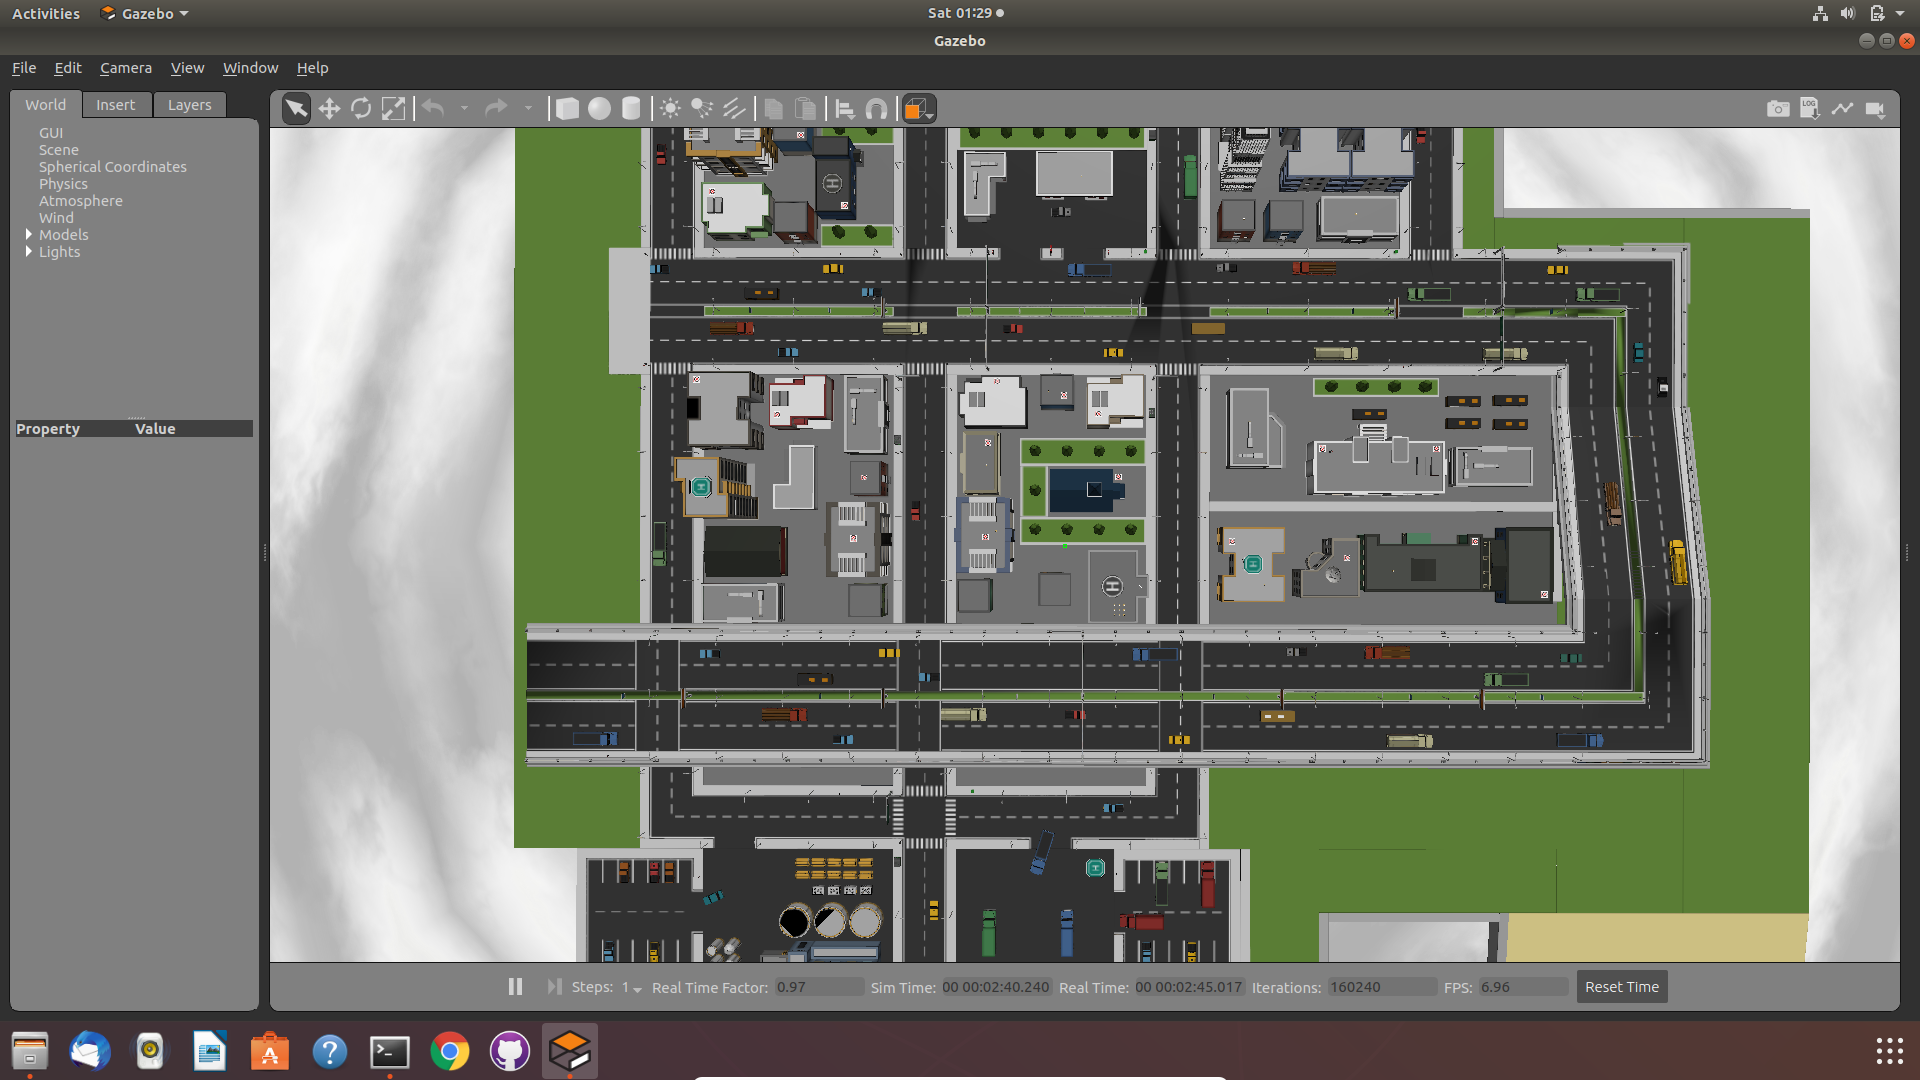 Activities
Gazebo
Sat 01:29
Gazebo
File Edit Camera View Window Help
World Insert Layers
LOG
GUI
Scene
Spherical Coordinates
Physics
Atmosphere
Wind
Models
Lights
Property Value
H
H
H
H
H
Steps: 1 Real Time Factor: 0.97 Sim Time: 00 00:02:40.240 Real Time: 00 00:02:45.017 Iterations: 160240 FPS: 6.96 Reset Time